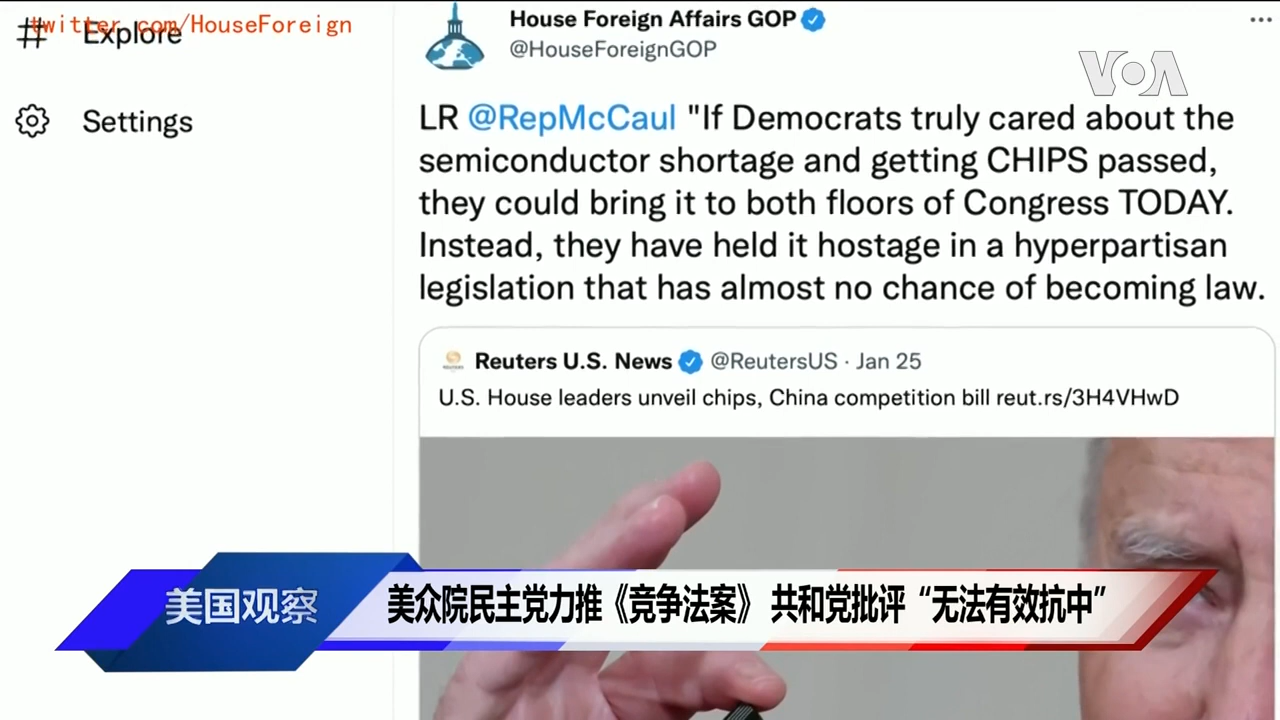 twitter.com/HouseForeign
# Explore
Settings
House Foreign Affairs GOP
@HouseForeignGOP
VOA
LR @RepMcCaul "If Democrats truly cared about the
semiconductor shortage and getting CHIPS passed,
they could bring it to both floors of Congress TODAY.
Instead, they have held it hostage in a hyperpartisan
legislation that has almost no chance of becoming law.
Reuters U.S. News @ReutersUS · Jan 25
U.S. House leaders unveil chips, China competition bill reut.rs/3H4VHwD
美国观察
美众院民主党力推《竞争法案》 共和党批评“无法有效抗中”